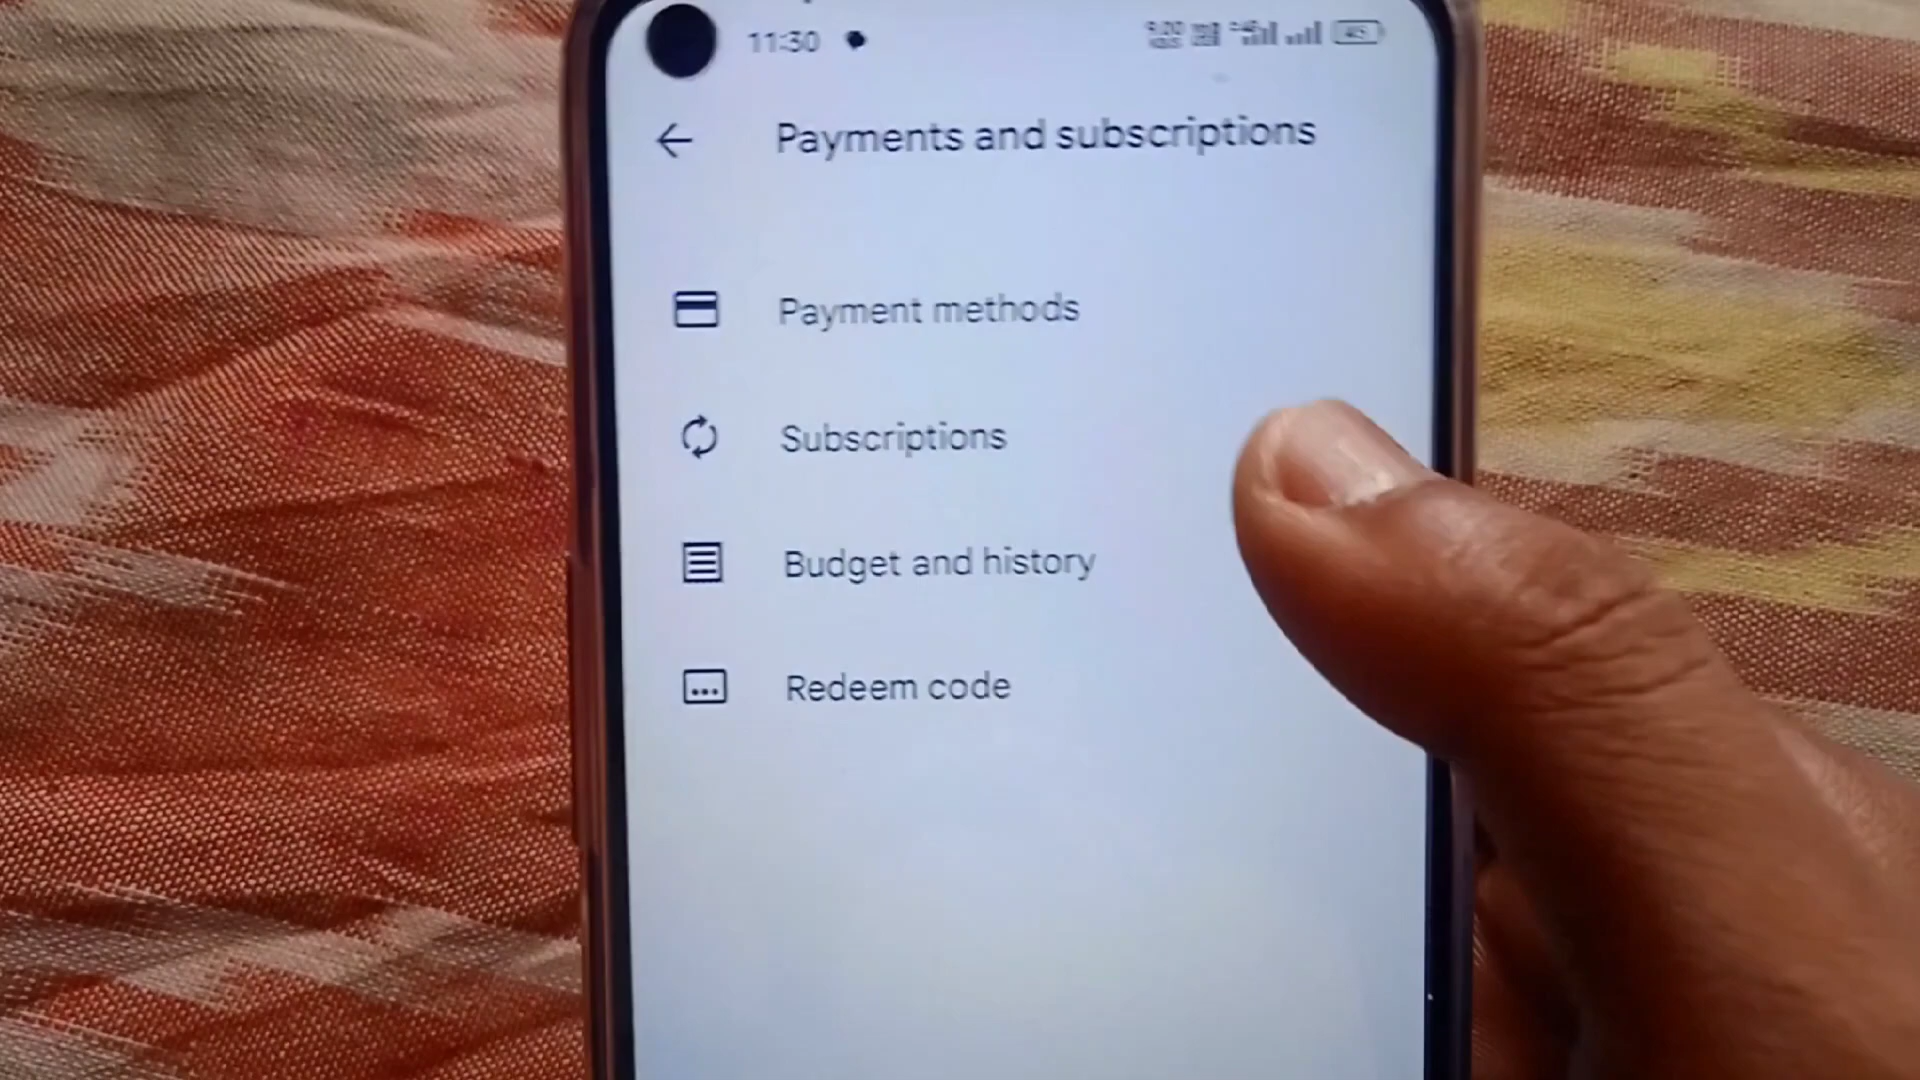 11:30
Payments and subscriptions
Payment methods
Subscriptions
Budget and history
Redeem code